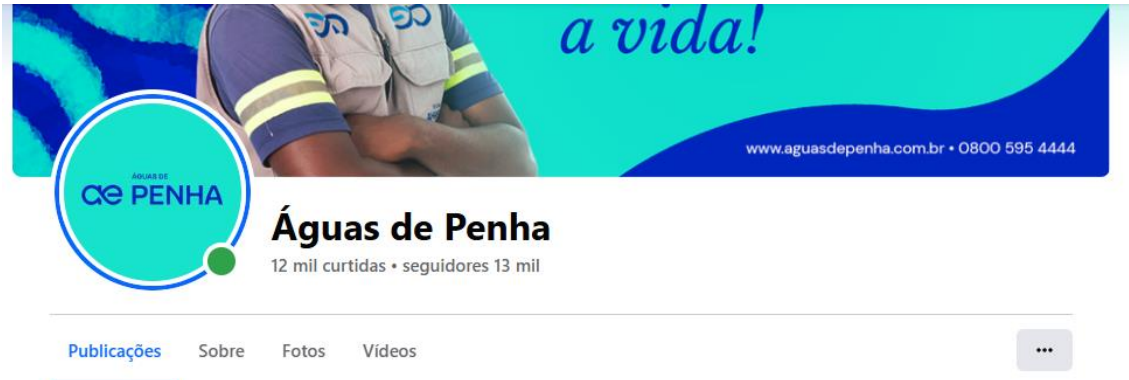 a vida!
www.aguasdepenha.com.br • 0800 595 4444
ÁGUAS DE
PENHA
Águas de Penha
12 mil curtidas • seguidores 13 mil
Publicações Sobre Fotos Vídeos